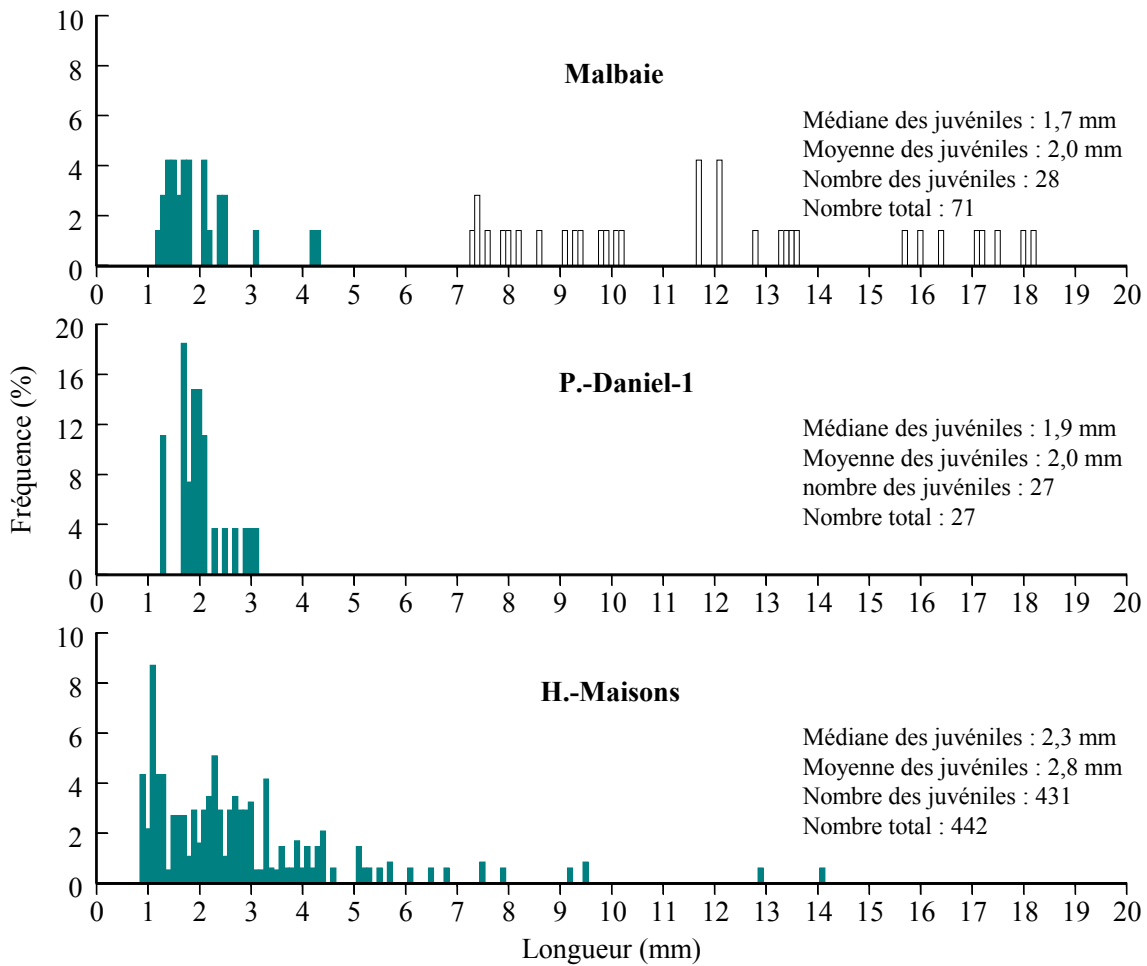 10
8
6
4
2
0
Malbaie
Médiane des juvéniles : 1,7 mm
Moyenne des juvéniles : 2,0 mm
Nombre des juvéniles : 28
Nombre total : 71
0 1 2 3 4 5 6 7 8 9 10 11 12 13 14 15 16 17 18 19 20
Fréquence (%)
20
16
12
8
4
0
P.-Daniel-1
Médiane des juvéniles : 1,9 mm
Moyenne des juvéniles : 2,0 mm
nombre des juvéniles : 27
Nombre total : 27
0 1 2 3 4 5 6 7 8 9 10 11 12 13 14 15 16 17 18 19 20
10
8
6
4
2
0
H.-Maisons
Médiane des juvéniles : 2,3 mm
Moyenne des juvéniles : 2,8 mm
Nombre des juvéniles : 431
Nombre total : 442
0 1 2 3 4 5 6 7 8 9 10 11 12 13 14 15 16 17 18 19 20
Longueur (mm)